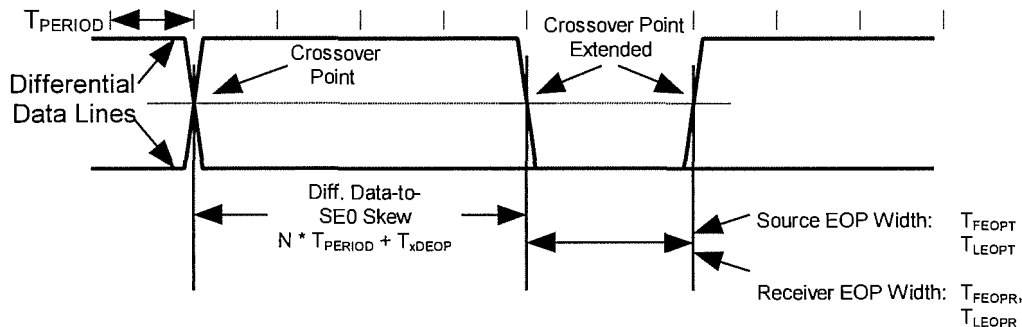 TPERIOD
Crossover
Point
Crossover Point
Extended
Differential
Data Lines
Diff. Data-to-
SE0 Skew
N * TPERIOD + TxDEOP
Source EOP Width: TFEOPT
TLEOPT
Receiver EOP Width: TFEOPR,
TLEOPR